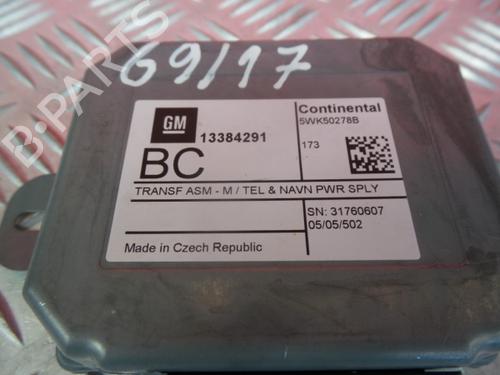 69/17
GM
13384291
Continental
5WK50278B
BC
173
TRANSF ASM - M / TEL & NAVN PWR SPLY
SN: 31760607
05/05/502
Made in Czech Republic
B-PARTS
B-PARTS